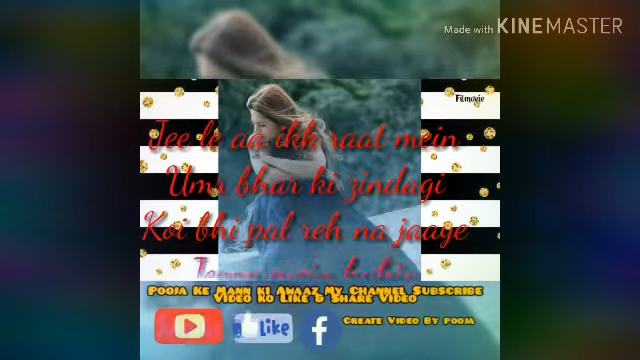 Made with KINEMASTER
Filmovie
Jee le aa ikk raat mein
Umr bhar ki zindagi
Koi bhi pal reh na jaaye
Pooja Ke Mann Ki Awaaz My Channel Subscribe
Video ko Like & Share Video
Like
f
Create Video By pooja